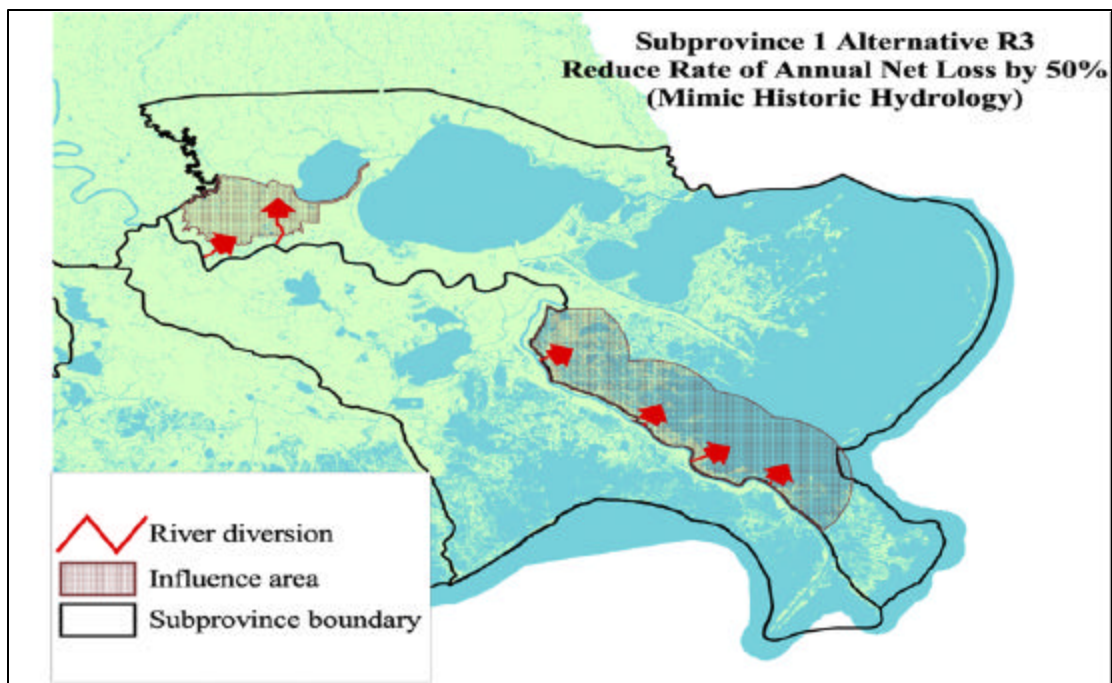 Subprovince 1 Alternative R3
Reduce Rate of Annual Net Loss by 50%
(Mimic Historic Hydrology)
River diversion
Influence area
Subprovince boundary